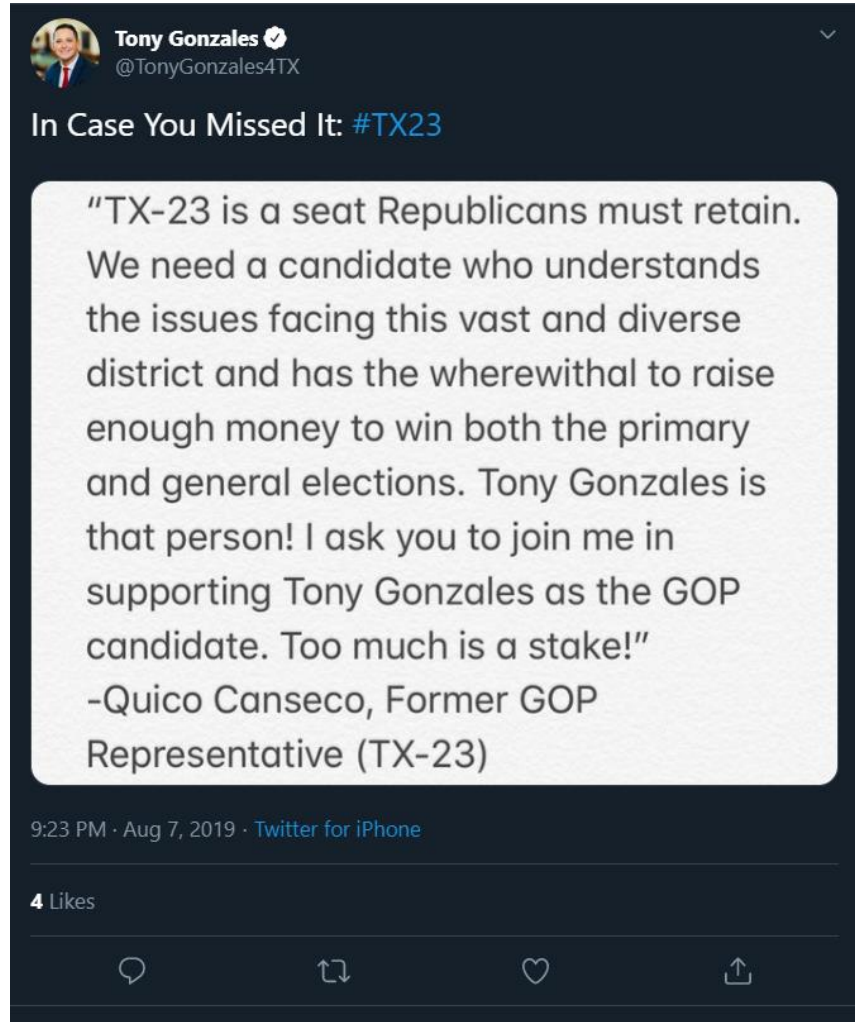 Tony Gonzales
@TonyGonzales4TX
In Case You Missed It: #TX23
“TX-23 is a seat Republicans must retain.
We need a candidate who understands
the issues facing this vast and diverse
district and has the wherewithal to raise
enough money to win both the primary
and general elections. Tony Gonzales is
that person! I ask you to join me in
supporting Tony Gonzales as the GOP
candidate. Too much is a stake!”
-Quico Canseco, Former GOP
Representative (TX-23)
9:23 PM · Aug 7, 2019 · Twitter for iPhone
4 Likes